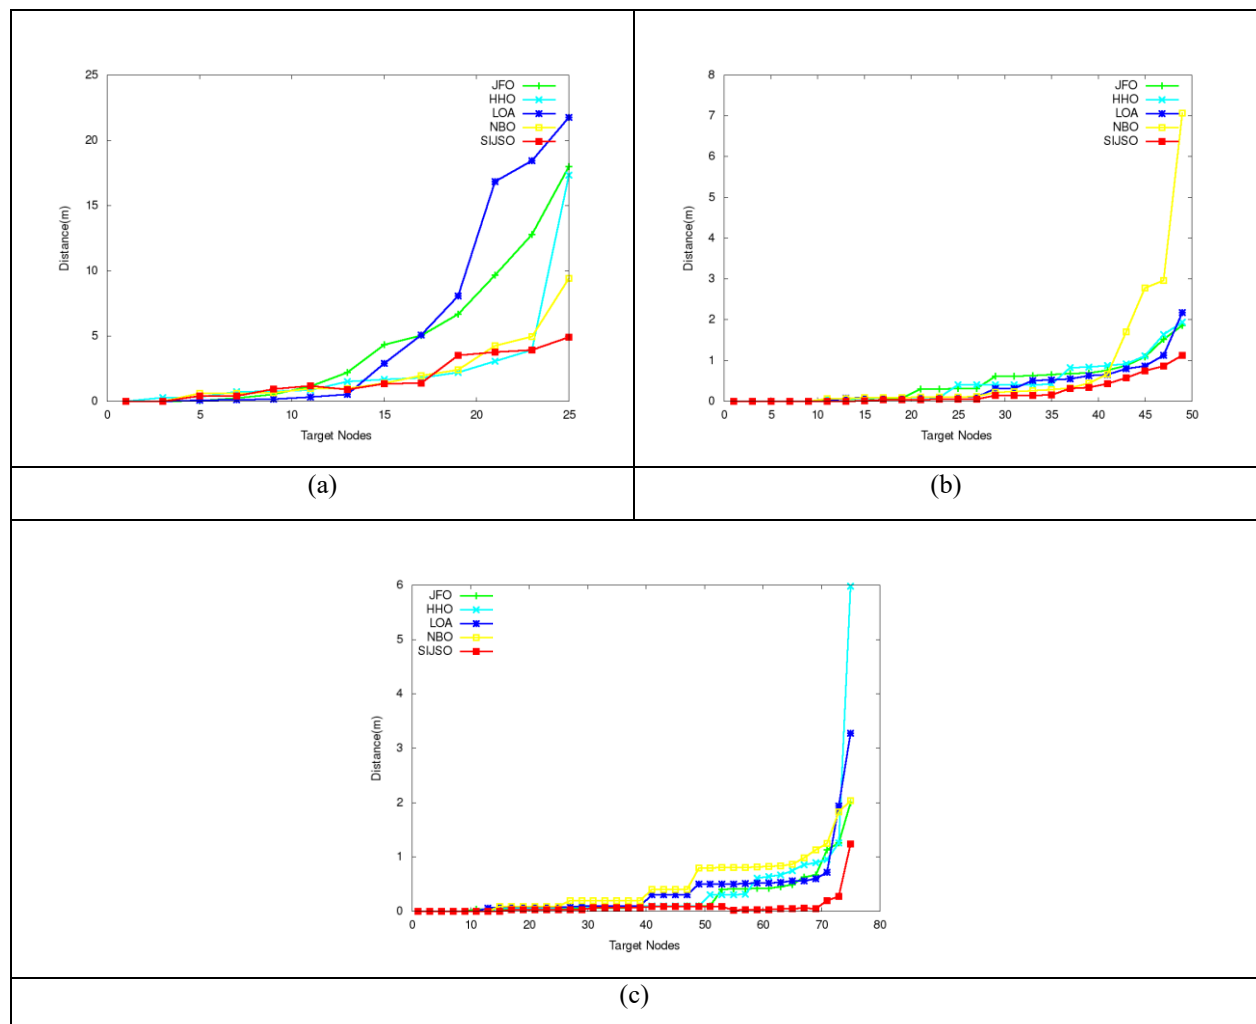 25
20
15
10
5
0
Distance(m)
JFO
HHO
LOA
NBO
SIJSO
0 5 10 15 20 25
Target Nodes
(a)
8
7
6
5
4
3
2
1
0
Distance(m)
JFO
HHO
LOA
NBO
SIJSO
0 5 10 15 20 25 30 35 40 45 50
Target Nodes
(b)
6
5
4
3
2
1
0
Distance(m)
JFO
HHO
LOA
NBO
SIJSO
0 10 20 30 40 50 60 70 80
Target Nodes
(c)